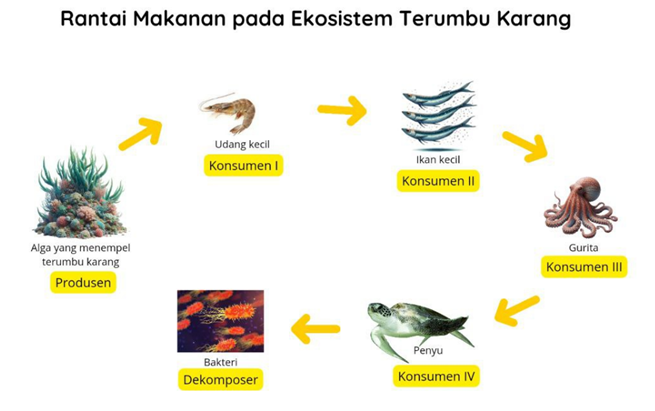 Rantai Makanan pada Ekosistem Terumbu Karang
Udang kecil
Konsumen I
Ikan kecil
Konsumen II
Gurita
Konsumen III
Alga yang menempel
terumbu karang
Produsen
Penyu
Konsumen IV
Bakteri
Dekomposer